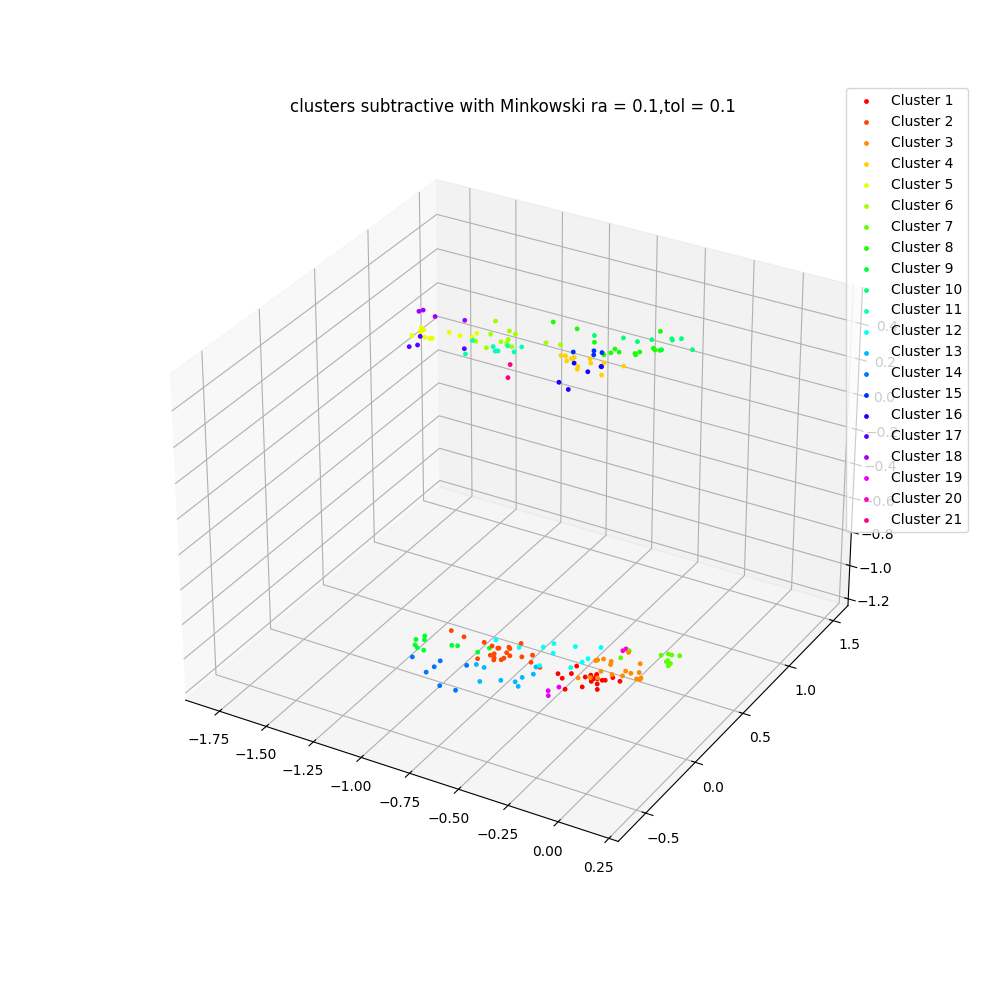 clusters subtractive with Minkowski ra = 0.1,tol = 0.1
Cluster 1
Cluster 2
Cluster 3
Cluster 4
Cluster 5
Cluster 6
Cluster 7
Cluster 8
Cluster 9
Cluster 10
Cluster 11
Cluster 12
Cluster 13
Cluster 14
Cluster 15
Cluster 16
Cluster 17
Cluster 18
Cluster 19
Cluster 20
Cluster 21
0.4
0.2
0.0
−0.2
−0.4
−0.6
−0.8
−1.0
−1.2
1.5
1.0
0.5
0.0
−0.5
−1.75
−1.50
−1.25
−1.00
−0.75
−0.50
−0.25
0.00
0.25